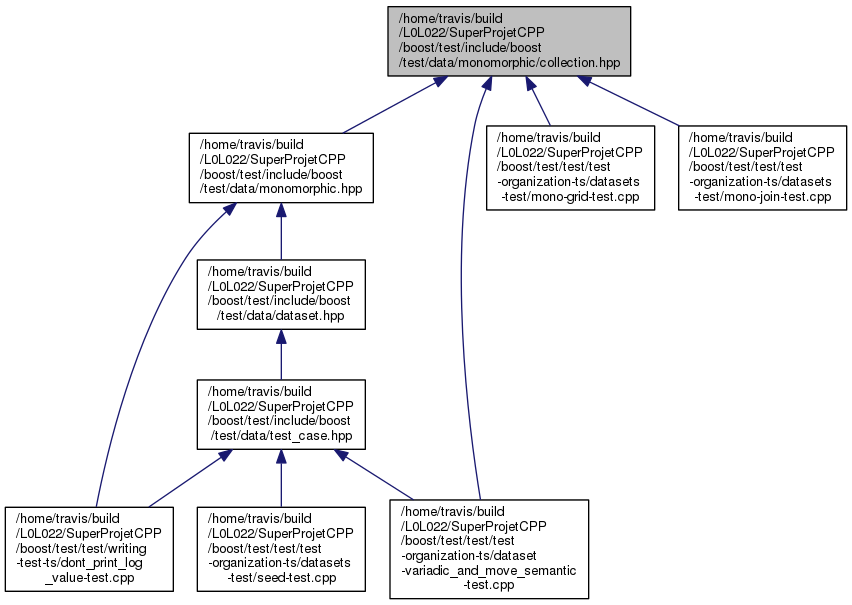 /home/travis/build
/L0L022/SuperProjetCPP
/boost/test/include/boost
/test/data/monomorphic/collection.hpp
/home/travis/build
/L0L022/SuperProjetCPP
/boost/test/include/boost
/test/data/monomorphic.hpp
/home/travis/build
/L0L022/SuperProjetCPP
/boost/test/test/test
-organization-ts/datasets
-test/mono-grid-test.cpp
/home/travis/build
/L0L022/SuperProjetCPP
/boost/test/test/test
-organization-ts/datasets
-test/mono-join-test.cpp
/home/travis/build
/L0L022/SuperProjetCPP
/boost/test/include/boost
/test/data/dataset.hpp
/home/travis/build
/L0L022/SuperProjetCPP
/boost/test/include/boost
/test/data/test_case.hpp
/home/travis/build
/L0L022/SuperProjetCPP
/boost/test/test/writing
-test-ts/dont_print_log
_value-test.cpp
/home/travis/build
/L0L022/SuperProjetCPP
/boost/test/test/test
-organization-ts/datasets
-test/seed-test.cpp
/home/travis/build
/L0L022/SuperProjetCPP
/boost/test/test/test
-organization-ts/dataset
-variadic_and_move_semantic
-test.cpp